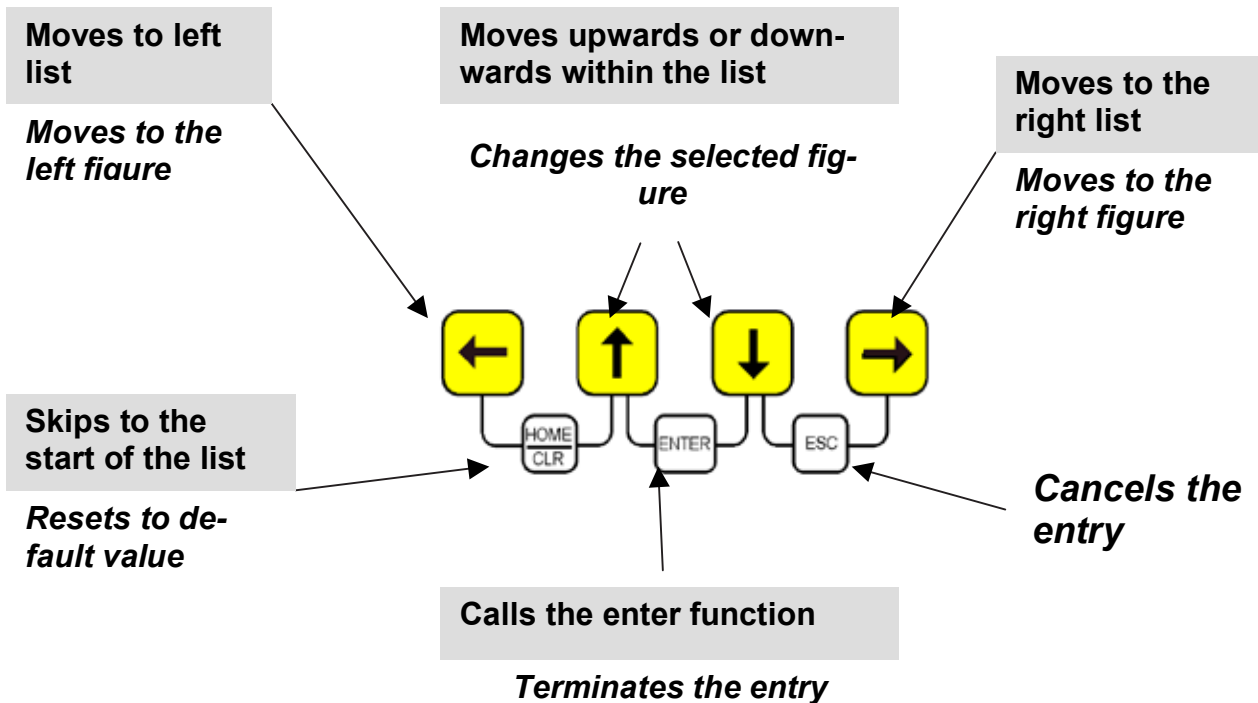 Moves to left
list
Moves to the
left figure
Moves upwards or down-
wards within the list
Changes the selected fig-
ure
Moves to the
right list
Moves to the
right figure
HOME
CLR
ENTER
ESC
Skips to the
start of the list
Resets to de-
fault value
Cancels the
entry
Calls the enter function
Terminates the entry